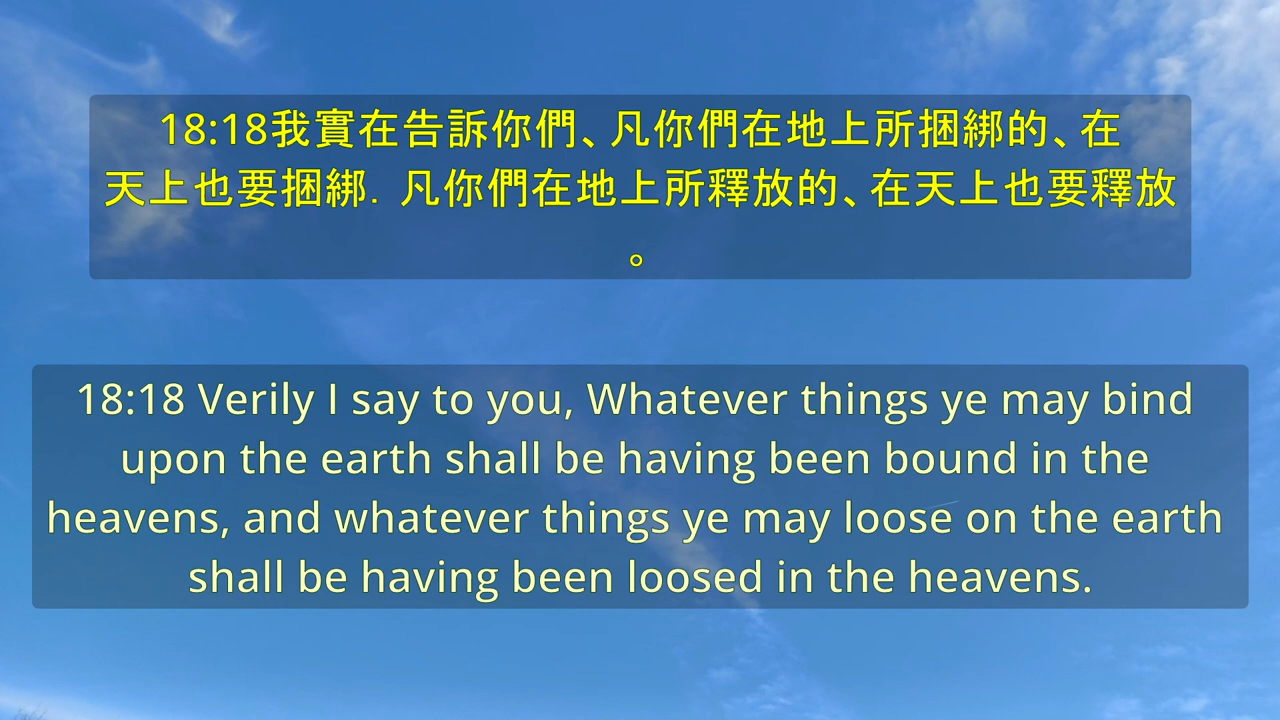 18:18我實在告訴你們、凡你們在地上所捆綁的、在
天上也要捆綁．凡你們在地上所釋放的、在天上也要釋放
。
18:18 Verily I say to you, Whatever things ye may bind
upon the earth shall be having been bound in the
heavens, and whatever things ye may loose on the earth
shall be having been loosed in the heavens.